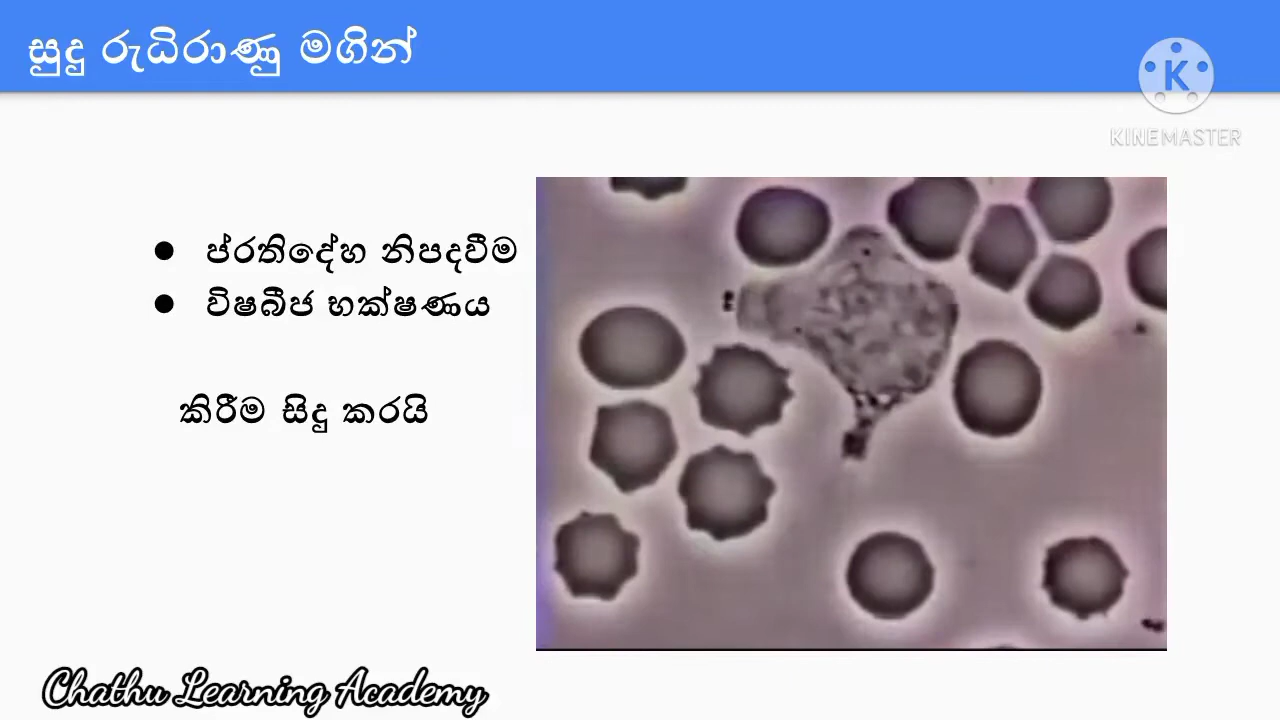 සුදු රුධිරාණු මගින්
K
KINEMASTER
● ප්රතිදේහ නිපදවීම
● විෂබීජ භක්ෂණය
කිරීම සිදු කරයි
Chathu Learning Academy